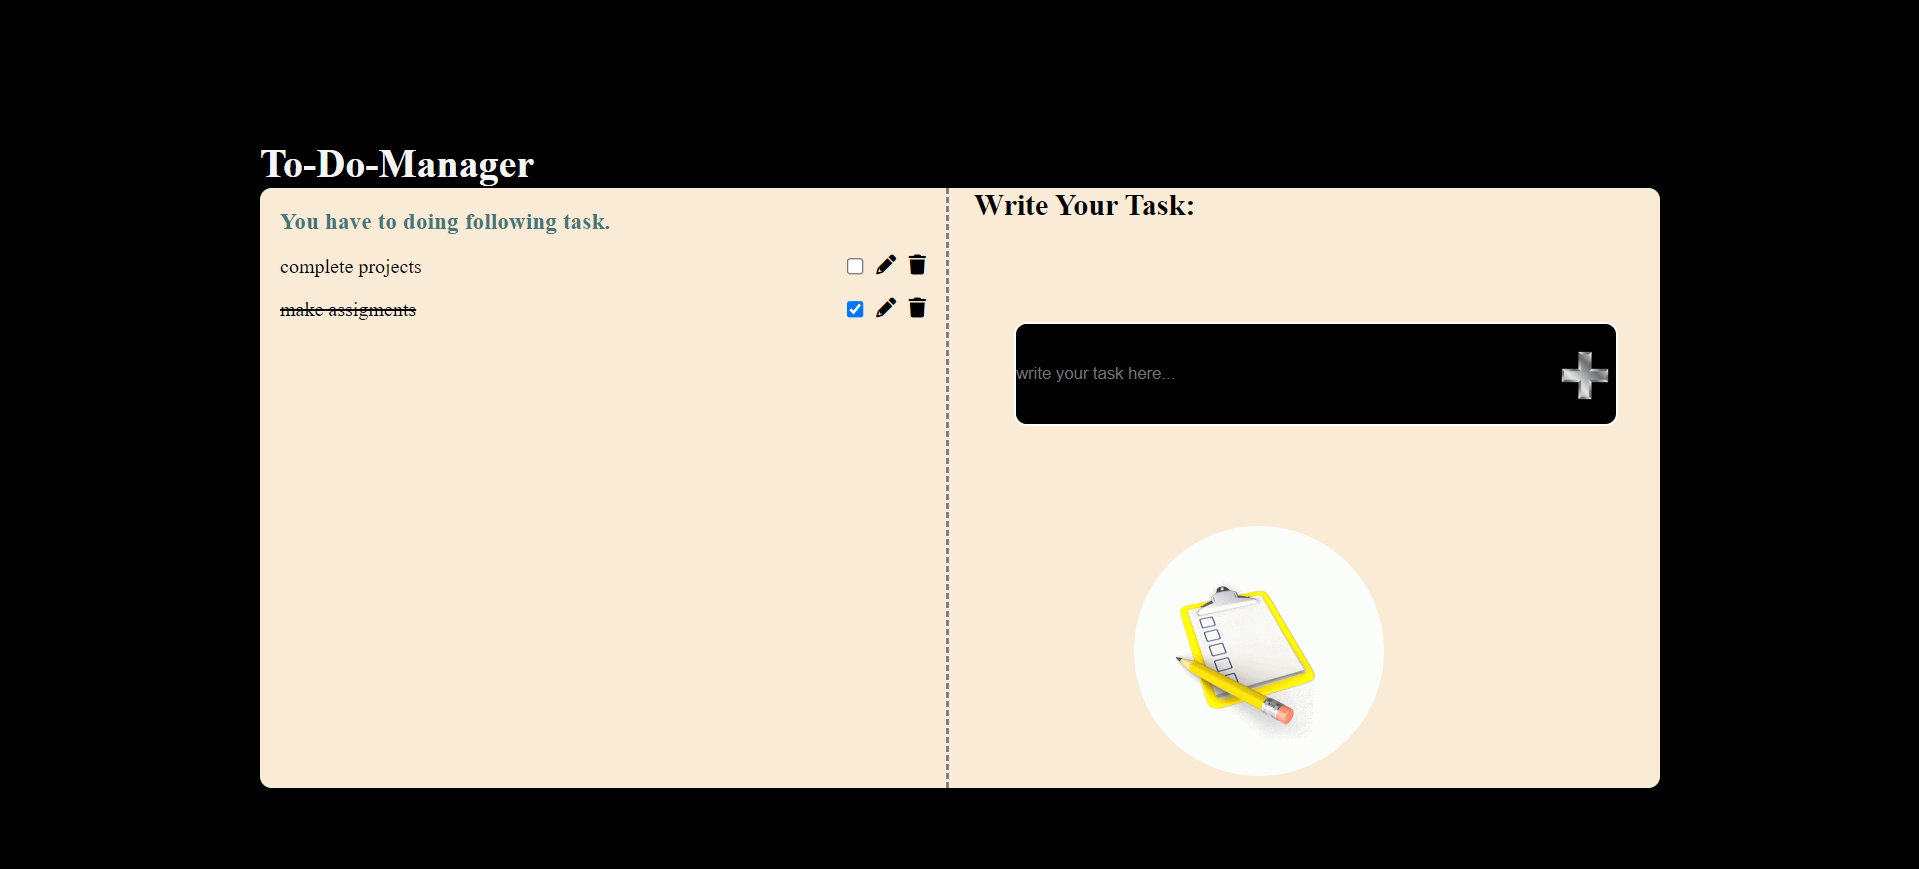 To-Do-Manager
You have to doing following task.
complete projects
make assigments
Write Your Task:
write your task here...